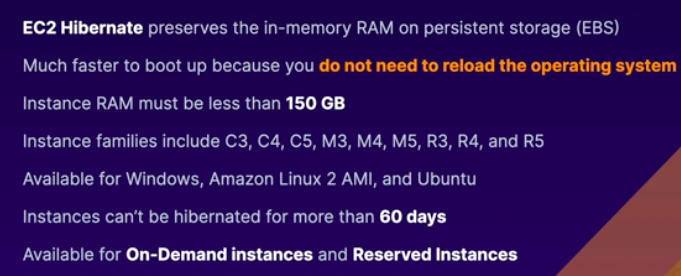 EC2 Hibernate preserves the in-memory RAM on persistent storage (EBS)
Much faster to boot up because you do not need to reload the operating system
Instance RAM must be less than 150 GB
Instance families include C3, C4, C5, M3, M4, M5, R3, R4, and R5
Available for Windows, Amazon Linux 2 AMI, and Ubuntu
Instances can’t be hibernated for more than 60 days
Available for On-Demand instances and Reserved Instances